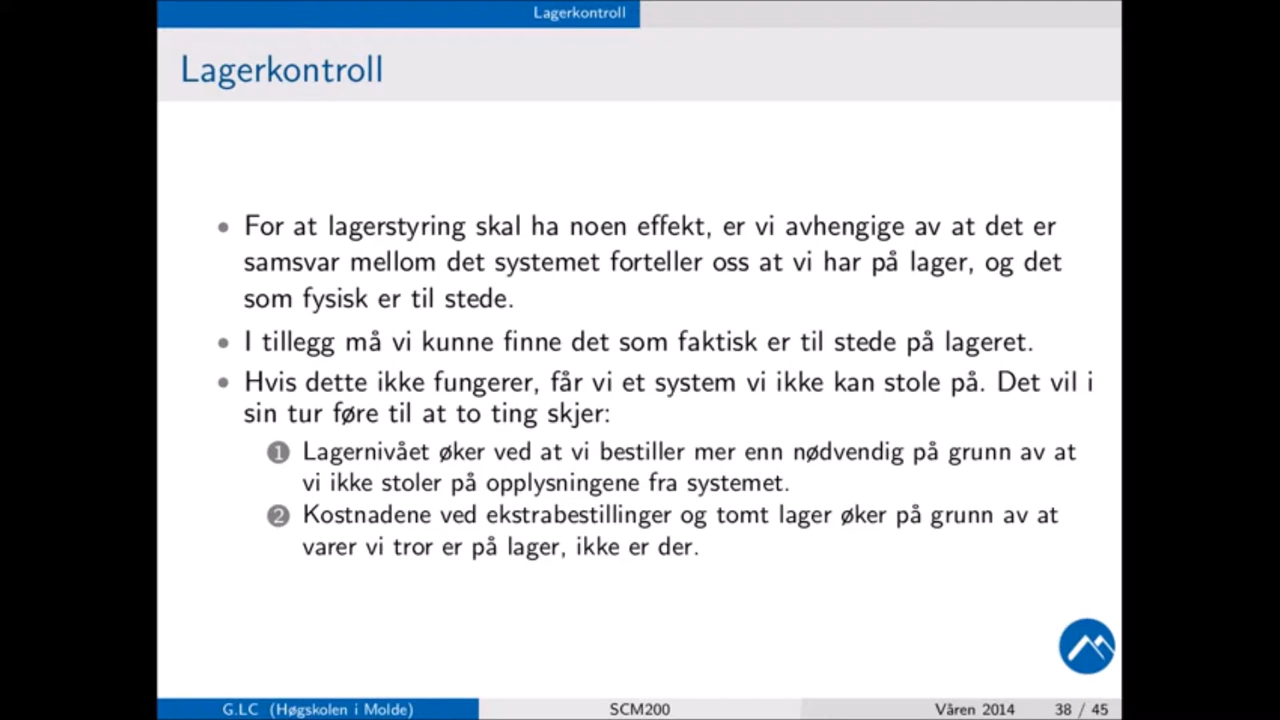 Lagerkontroll
Lagerkontroll
• For at lagerstyring skal ha noen effekt, er vi avhengige av at det er
samsvar mellom det systemet forteller oss at vi har på lager, og det
som fysisk er til stede.
• I tillegg må vi kunne finne det som faktisk er til stede på lageret.
• Hvis dette ikke fungerer, får vi et system vi ikke kan stole på. Det vil i
sin tur føre til at to ting skjer:
1 Lagernivået øker ved at vi bestiller mer enn nødvendig på grunn av at
vi ikke stoler på opplysningene fra systemet.
2 Kostnadene ved ekstrabestillinger og tomt lager øker på grunn av at
varer vi tror er på lager, ikke er der.
G.LC (Høgskolen i Molde) SCM200 Våren 2014 38 / 45